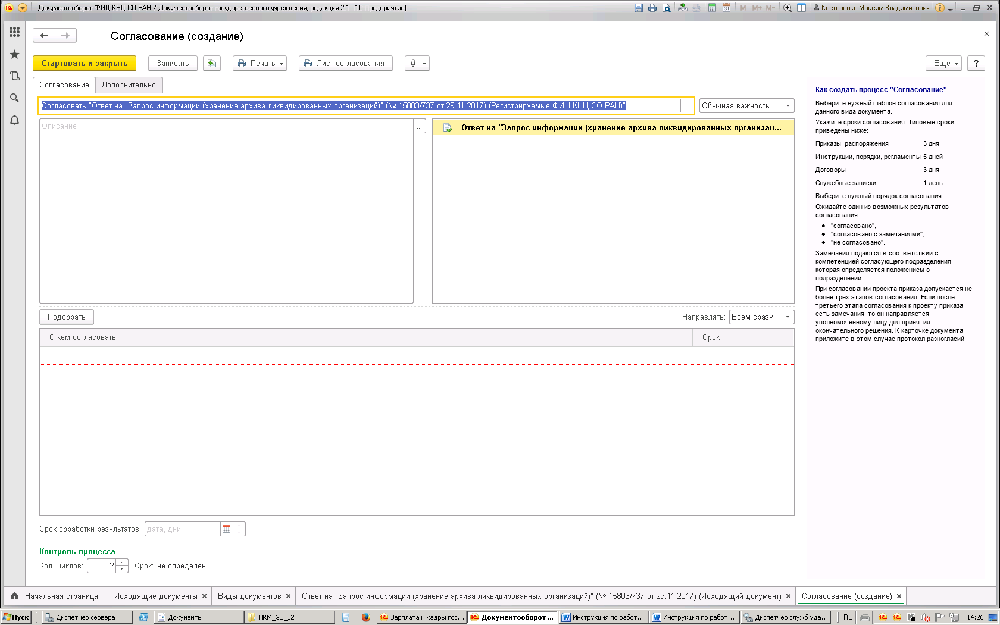 Документооборот ФИЦ КНЦ СО РАН / Документооборот государственного учреждения, редакция 2.1 (1С:Предприятие)
M M+ M- Костеренко Максим Владимирович
Согласование (создание)
Стартовать и закрыть Записать Печать Лист согласования Еще ?
Согласование Дополнительно
Согласовать "Ответ на "Запрос информации (хранение архива ликвидированных организаций)" (№ 15803/737 от 29.11.2017) (Регистрируемые ФИЦ КНЦ СО РАН)" ... Обычная важность
Описание ... Ответ на "Запрос информации (хранение архива ликвидированных организац...
Подобрать Направлять: Всем сразу
С кем согласовать Срок
Срок обработки результатов: дата, дни
Контроль процесса
Кол. циклов: 2 Срок: не определен
Как создать процесс "Согласование"
Выберите нужный шаблон согласования для
данного вида документа.
Укажите сроки согласования. Типовые сроки
приведены ниже:
Приказы, распоряжения 3 дня
Инструкции, порядки, регламенты 5 дней
Договоры 3 дня
Служебные записки 1 день
Выберите нужный порядок согласования.
Ожидайте один из возможных результатов
согласования:
● "согласовано",
● "согласовано с замечаниями",
● "не согласовано".
Замечания подаются в соответствии с
компетенцией согласующего подразделения,
которая определяется положением о
подразделении.
При согласовании проекта приказа допускается не
более трех этапов согласования. Если после
третьего этапа согласования к проекту приказа
есть замечания, то он направляется
уполномоченному лицу для принятия
окончательного решения. К карточке документа
приложите в этом случае протокол разногласий.
Начальная страница Исходящие документы × Виды документов × Ответ на "Запрос информации (хранение архива ликвидированных организаций)" (№ 15803/737 от 29.11.2017) (Исходящий документ) × Согласование (создание) ×
Пуск Диспетчер сервера Документы HRM_GU_32 Зарплата и кадры гос... Документооборот ... Инструкция по работ... Инструкция по работ... Диспетчер служб уда... RU 14:26